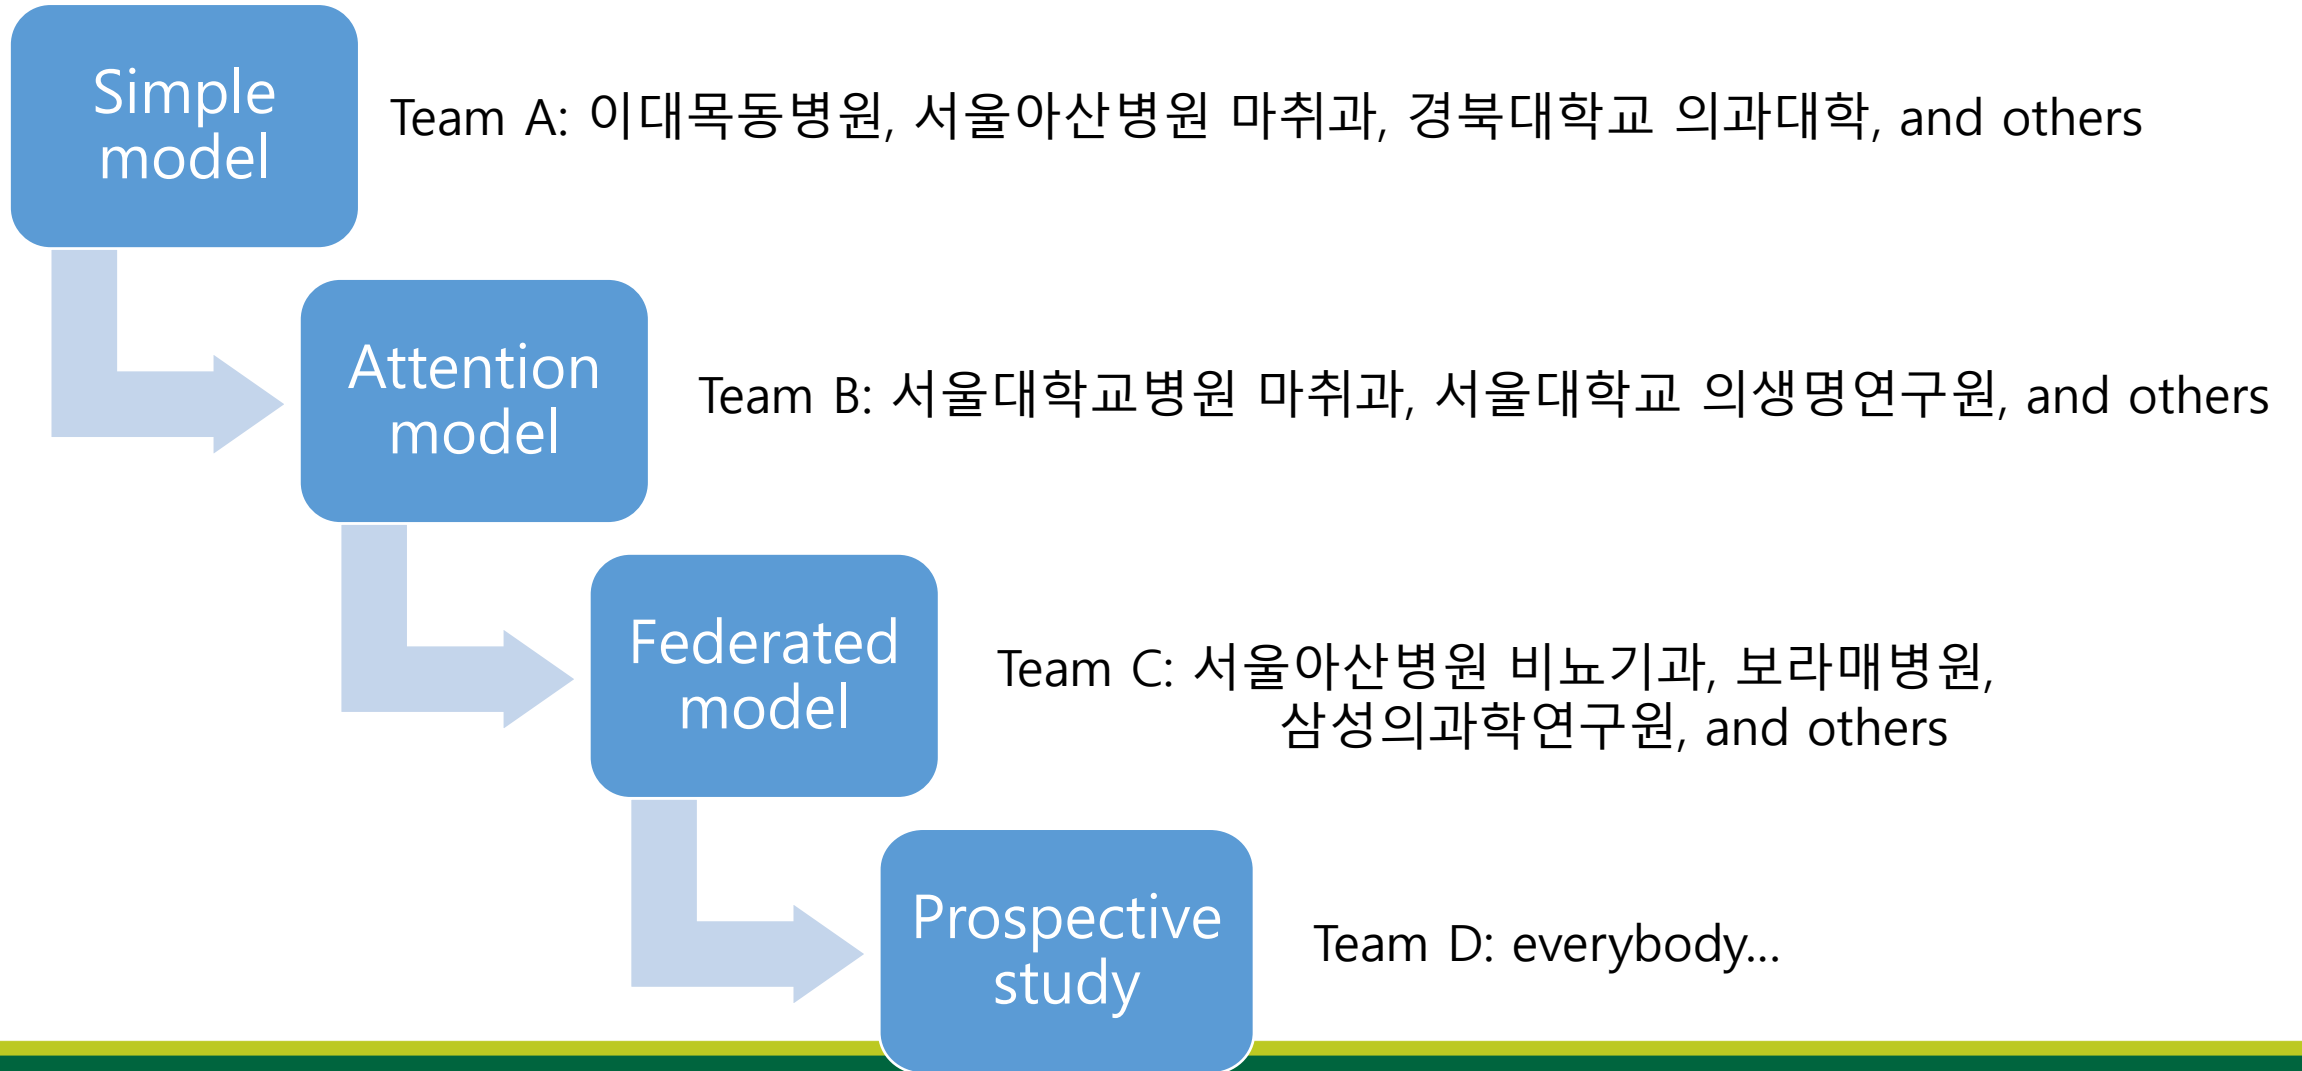 Simple
model
Team A: 이대목동병원, 서울아산병원 마취과, 경북대학교 의과대학, and others
Attention
model
Team B: 서울대학교병원 마취과, 서울대학교 의생명연구원, and others
Federated
model
Team C: 서울아산병원 비뇨기과, 보라매병원,
삼성의과학연구원, and others
Prospective
study
Team D: everybody...